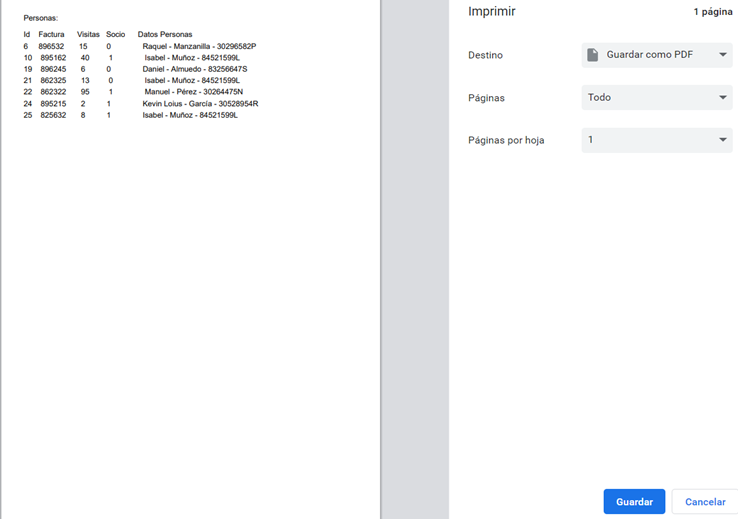 Personas:
Id Factura Visitas Socio Datos Personas
6 896532 15 0 Raquel - Manzanilla - 30296582P
10 895162 40 1 Isabel - Muñoz - 84521599L
19 896245 6 0 Daniel - Almuedo - 83256647S
21 862325 13 0 Isabel - Muñoz - 84521599L
22 862322 95 1 Manuel - Pérez - 30264475N
24 895215 2 1 Kevin Loius - García - 30528954R
25 825632 8 1 Isabel - Muñoz - 84521599L
Imprimir 1 página
Destino Guardar como PDF
Páginas Todo
Páginas por hoja 1
Guardar Cancelar